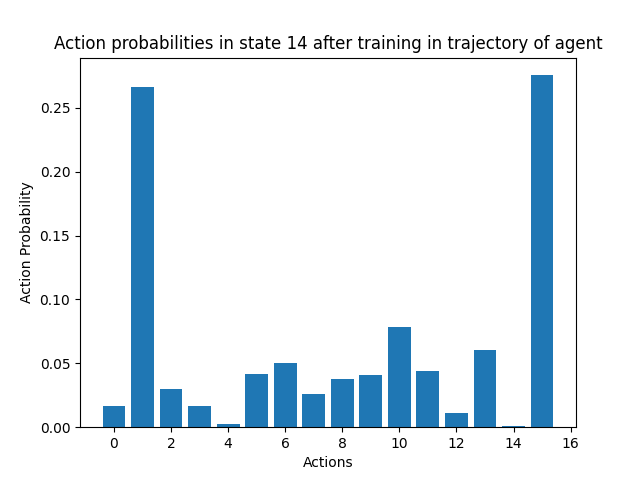 Action probabilities in state 14 after training in trajectory of agent
0.25
0.20
0.15
0.10
0.05
0.00
Action Probability
0 2 4 6 8 10 12 14 16
Actions